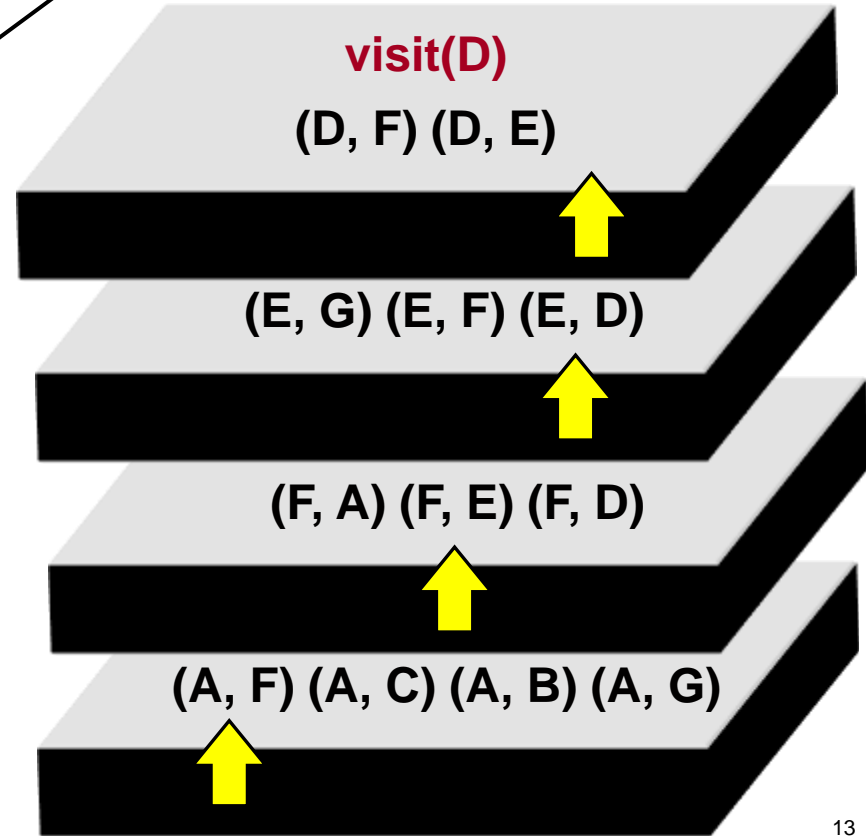 visit(D)
(D, F) (D, E)
(E, G) (E, F) (E, D)
(F, A) (F, E) (F, D)
(A, F) (A, C) (A, B) (A, G)
13